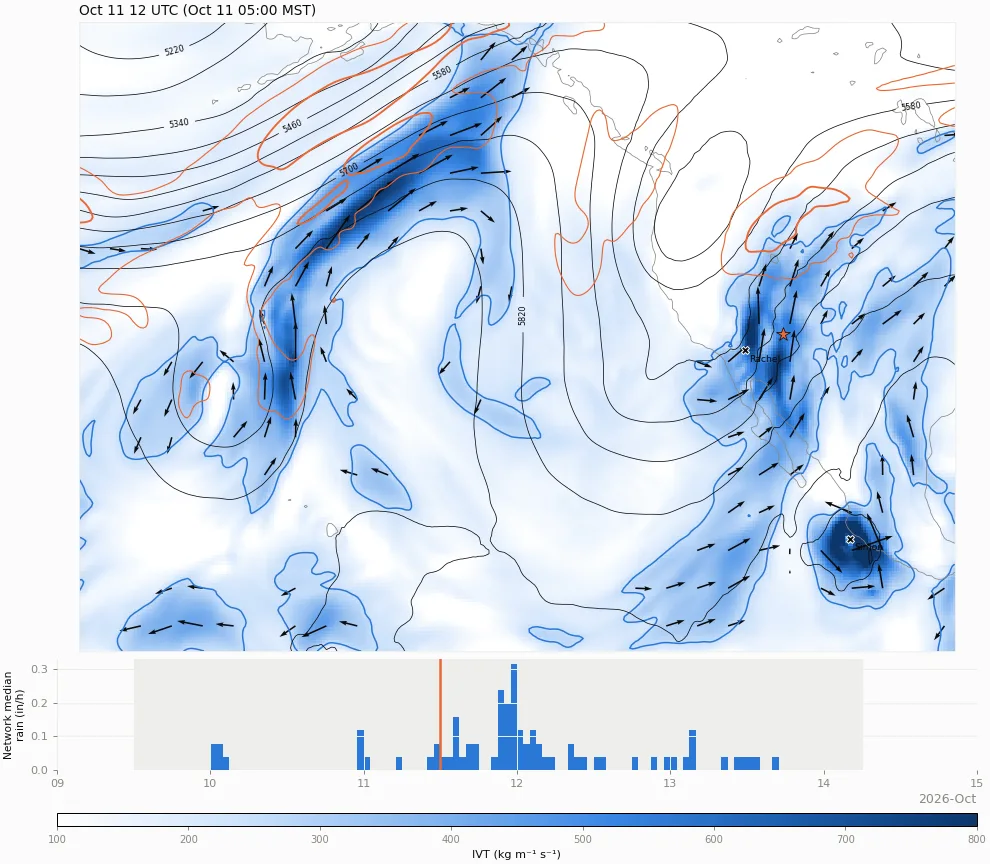 Oct 11 12 UTC (Oct 11 05:00 MST)
5220
5580
5340
5460
5700
5580
5820
Rachel
Network median
rain (in/h)
0.3
0.2
0.1
0.0
09 10 11 12 13 14 15
2026-Oct
100 200 300 400 500 600 700 800
IVT (kg m⁻¹ s⁻¹)